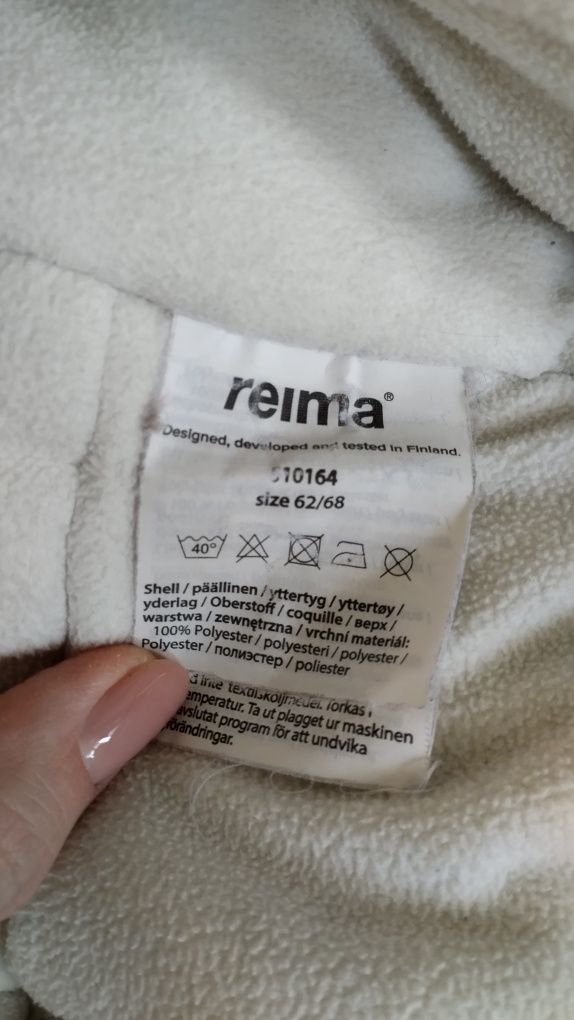 reima®
Designed, developed and tested in Finland.
510164
size 62/68
40°
Shell / päällinen / yttertyg / yttertøy /
yderlag / Oberstoff / coquille / верх /
warstwa / zewnętrzna / vrchní materiál:
100% Polyester / polyesteri / polyester /
Polyester / полиэстер / poliester
inte textilsköljmedel. Torkas i
temperatur. Ta ut plagget ur maskinen
avslutat program för att undvika
förändringar.